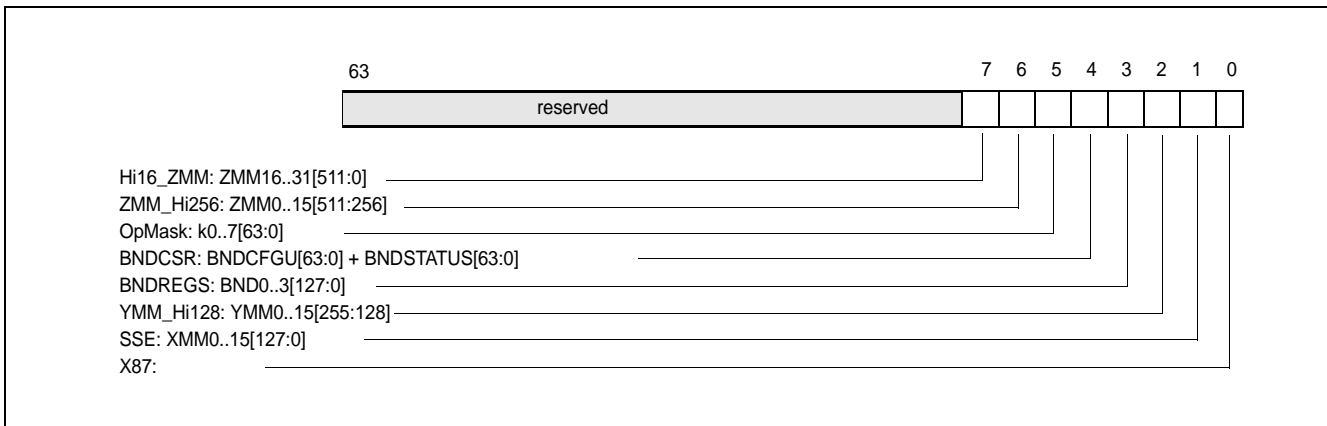 63 7 6 5 4 3 2 1 0
reserved
Hi16_ZMM: ZMM16..31[511:0]
ZMM_Hi256: ZMM0..15[511:256]
OpMask: k0..7[63:0]
BNDCSR: BNDCFGU[63:0] + BNDSTATUS[63:0]
BNDREGS: BND0..3[127:0]
YMM_Hi128: YMM0..15[255:128]
SSE: XMM0..15[127:0]
X87: